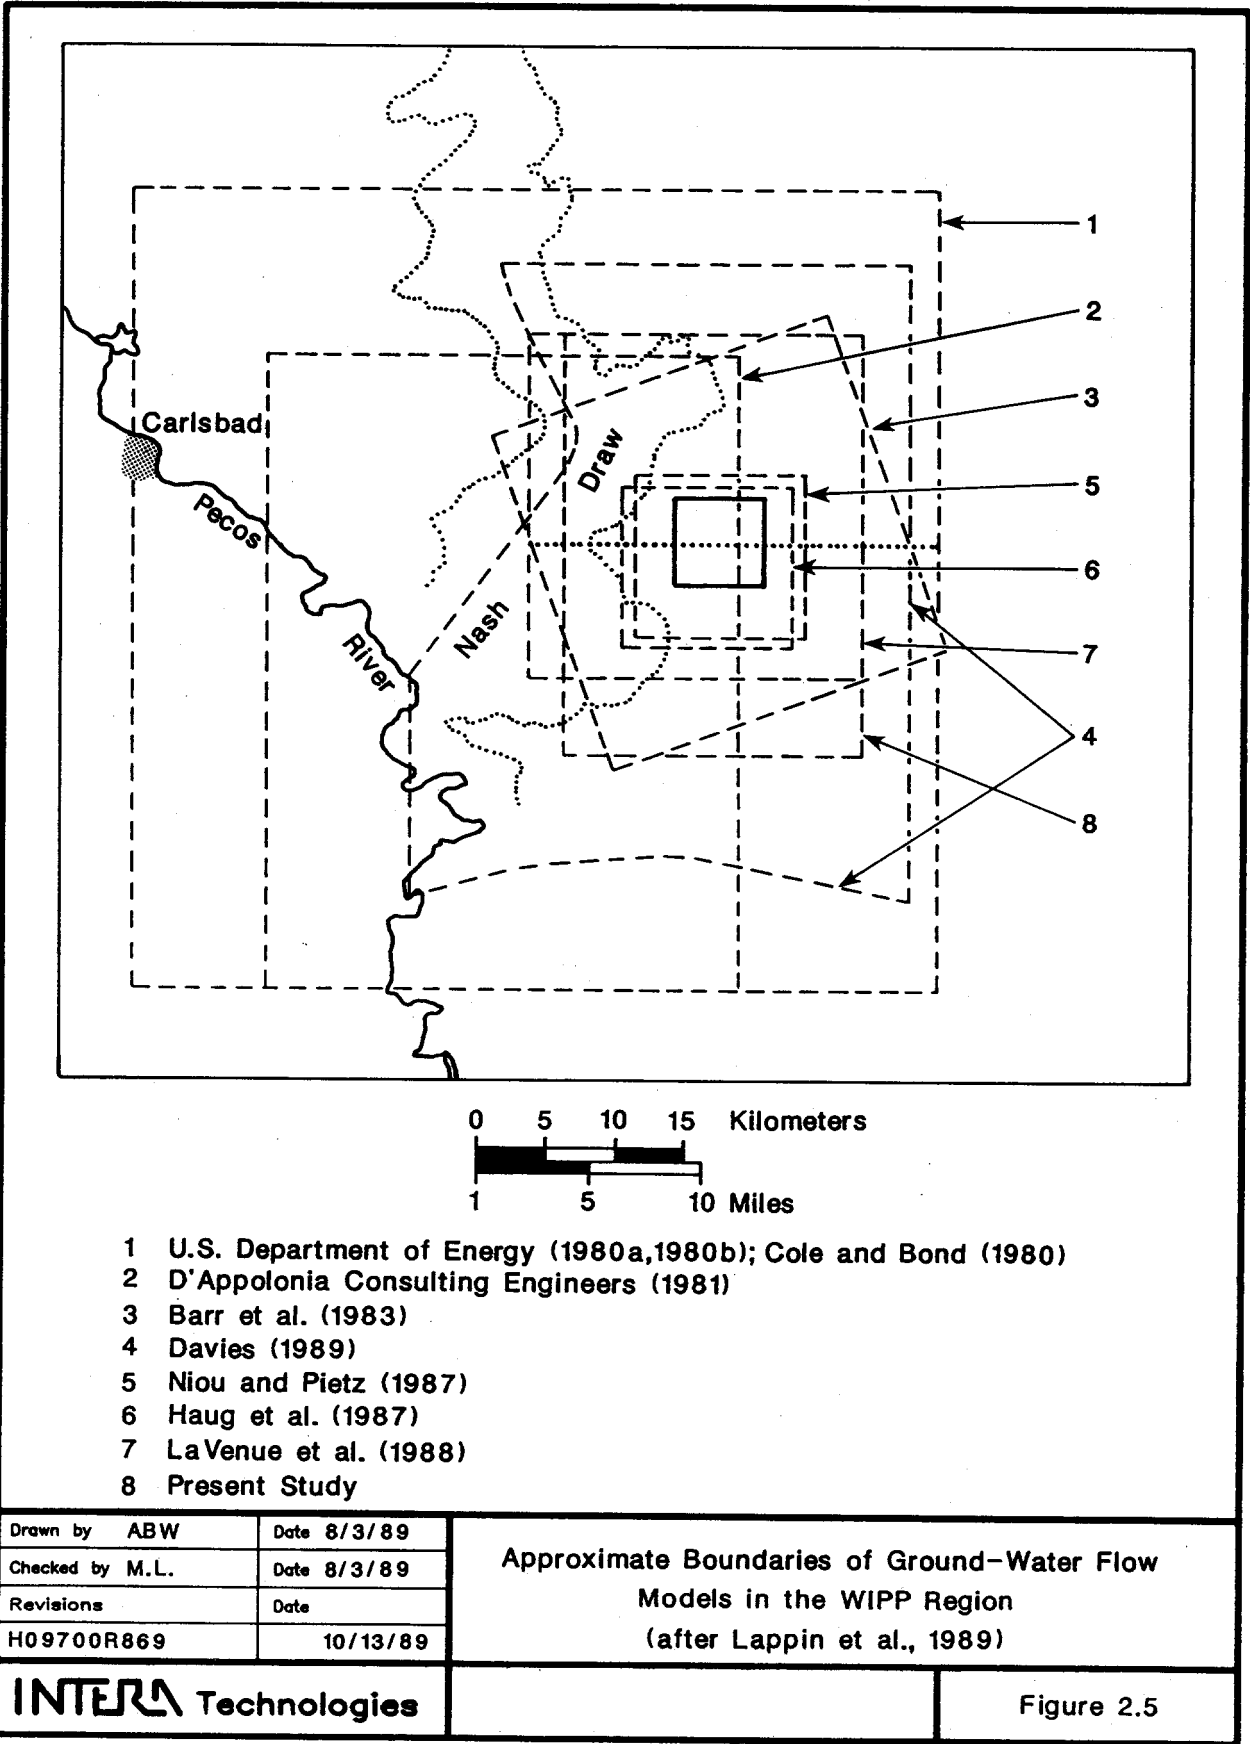 1
2
3
Carlsbad
Draw
5
Pecos
6
Nash
River
7
4
8
0 5 10 15 Kilometers
1 5 10 Miles
1 U.S. Department of Energy (1980a,1980b); Cole and Bond (1980)
2 D'Appolonia Consulting Engineers (1981)
3 Barr et al. (1983)
4 Davies (1989)
5 Niou and Pietz (1987)
6 Haug et al. (1987)
7 LaVenue et al. (1988)
8 Present Study
Drawn by ABW Date 8/3/89
Checked by M.L. Date 8/3/89
Revisions Date
H09700R869 10/13/89
Approximate Boundaries of Ground-Water Flow
Models in the WIPP Region
(after Lappin et al., 1989)
INTERA Technologies
Figure 2.5